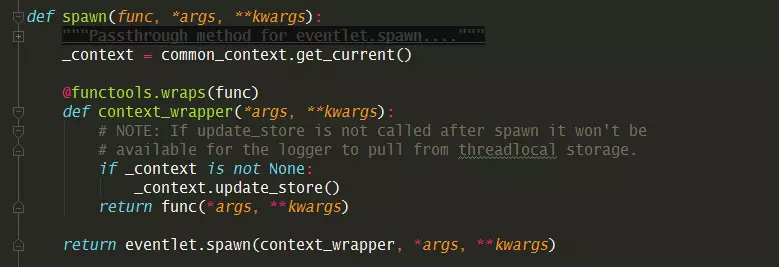 def spawn(func, *args, **kwargs):
    """Passthrough method for eventlet.spawn...."""
    _context = common_context.get_current()

    @functools.wraps(func)
    def context_wrapper(*args, **kwargs):
        # NOTE: If update_store is not called after spawn it won't be
        # available for the logger to pull from threadlocal storage.
        if _context is not None:
            _context.update_store()
        return func(*args, **kwargs)

    return eventlet.spawn(context_wrapper, *args, **kwargs)